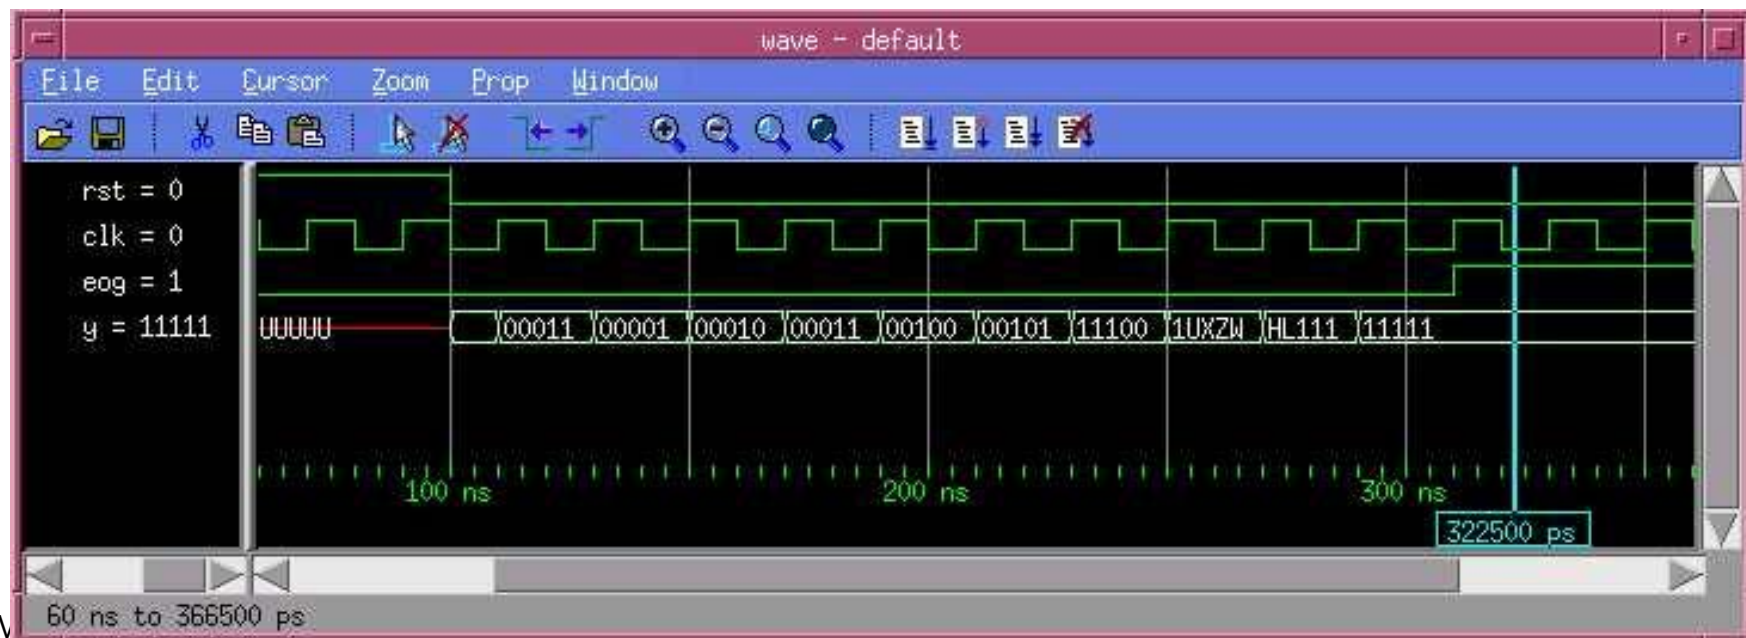 wave - default
File Edit Cursor Zoom Prop Window
rst = 0
clk = 0
eog = 1
y = 11111 UUUUU 00011 00001 00010 00011 00100 00101 11100 1UXZW HL111 11111
100 ns 200 ns 300 ns
322500 ps
60 ns to 366500 ps